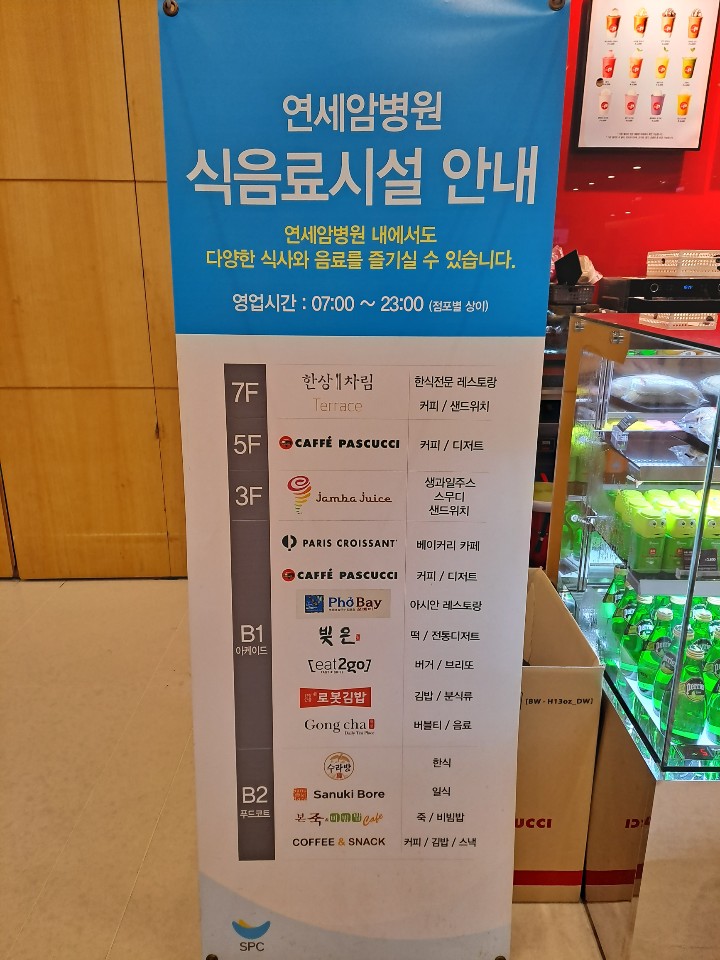 연세암병원
식음료시설 안내
연세암병원 내에서도
다양한 식사와 음료를 즐기실 수 있습니다.
영업시간 : 07:00 ~ 23:00 (점포별 상이)
7F
한상차림 한식전문 레스토랑
Terrace 커피 / 샌드위치
5F CAFFÉ PASCUCCI 커피 / 디저트
3F Jamba Juice 생과일주스
스무디
샌드위치
B1
아케이드
PARIS CROISSANT 베이커리 카페
CAFFÉ PASCUCCI 커피 / 디저트
Phở Bay 아시안 레스토랑
빚은 떡 / 전통디저트
[eat2go] 버거 / 브리또
로봇김밥 김밥 / 분식류
Gong cha 버블티 / 음료
B2
푸드코트
수라방 한식
Sanuki Bore 일식
본죽&비빔밥 Cafe 죽 / 비빔밥
COFFEE & SNACK 커피 / 김밥 / 스낵
SPC
(BW - H13oz_DW)
UCCI